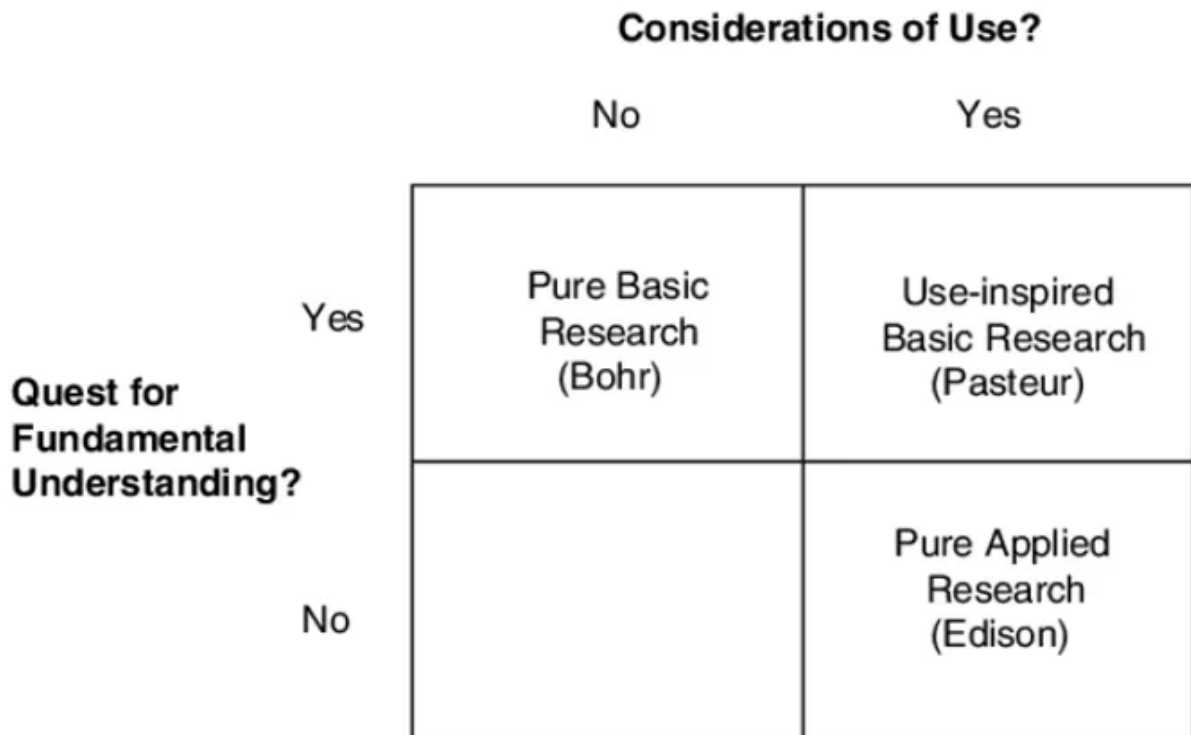 Considerations of Use?
No
Yes
Yes
Pure Basic
Research
(Bohr)
Use-inspired
Basic Research
(Pasteur)
Quest for
Fundamental
Understanding?
No
Pure Applied
Research
(Edison)